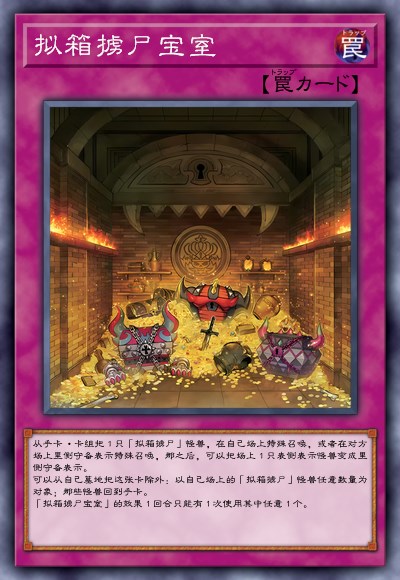 拟箱掳尸宝室
トラップ
罠
トラップ
【罠カード】
从手卡・卡组把1只「拟箱掳尸」怪兽，在自己场上特殊召唤，或者在对方
场上里侧守备表示特殊召唤，那之后，可以把场上1只表侧表示怪兽变成里
侧守备表示。
可以从自己墓地把这张卡除外；以自己场上的「拟箱掳尸」怪兽任意数量为
对象；那些怪兽回到手卡。
「拟箱掳尸宝室」的效果1回合只能有1次使用其中任意1个。